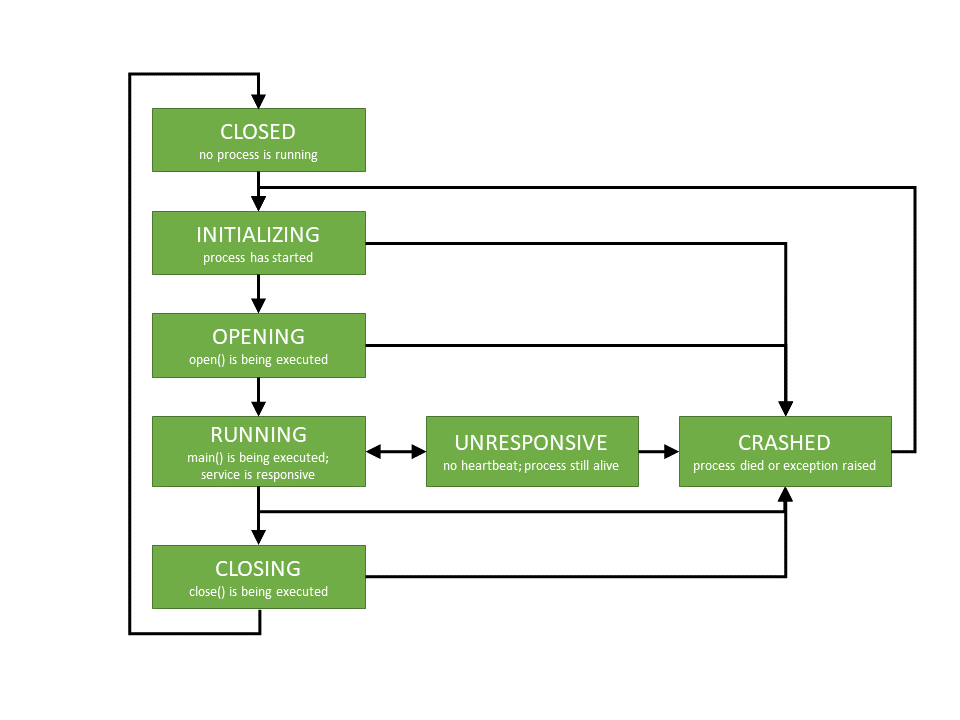 CLOSED
no process is running
INITIALIZING
process has started
OPENING
open() is being executed
RUNNING
main() is being executed;
service is responsive
UNRESPONSIVE
no heartbeat; process still alive
CRASHED
process died or exception raised
CLOSING
close() is being executed